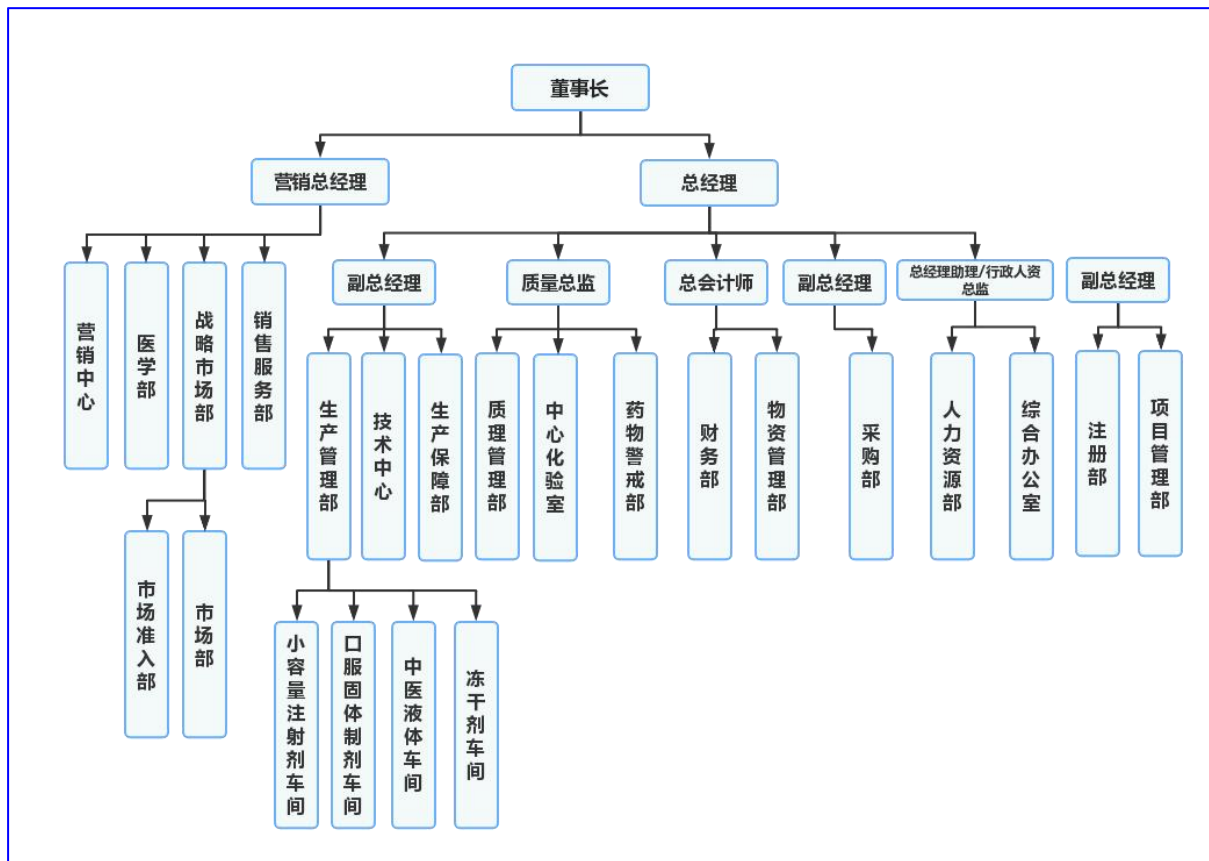 董事长
营销总经理
总经理
副总经理
质量总监
总会计师
副总经理
总经理助理/行政人资
总监
副总经理
营销中心
医学部
战略市场部
销售服务部
生产管理部
技术中心
生产保障部
质理管理部
中心化验室
药物警戒部
财务部
物资管理部
采购部
人力资源部
综合办公室
注册部
项目管理部
市场准入部
市场部
小容量注射剂车间
口服固体制剂车间
中医液体车间
冻干剂车间